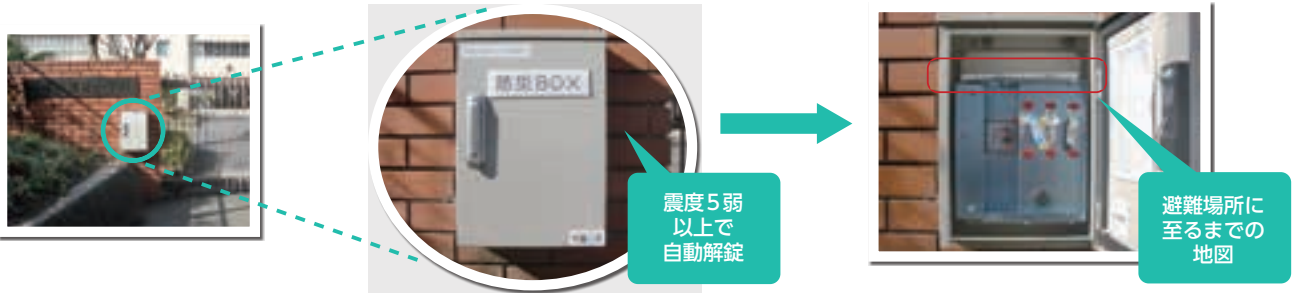 防災BOX
震度5弱
以上で
自動解錠
避難場所に
至るまでの
地図